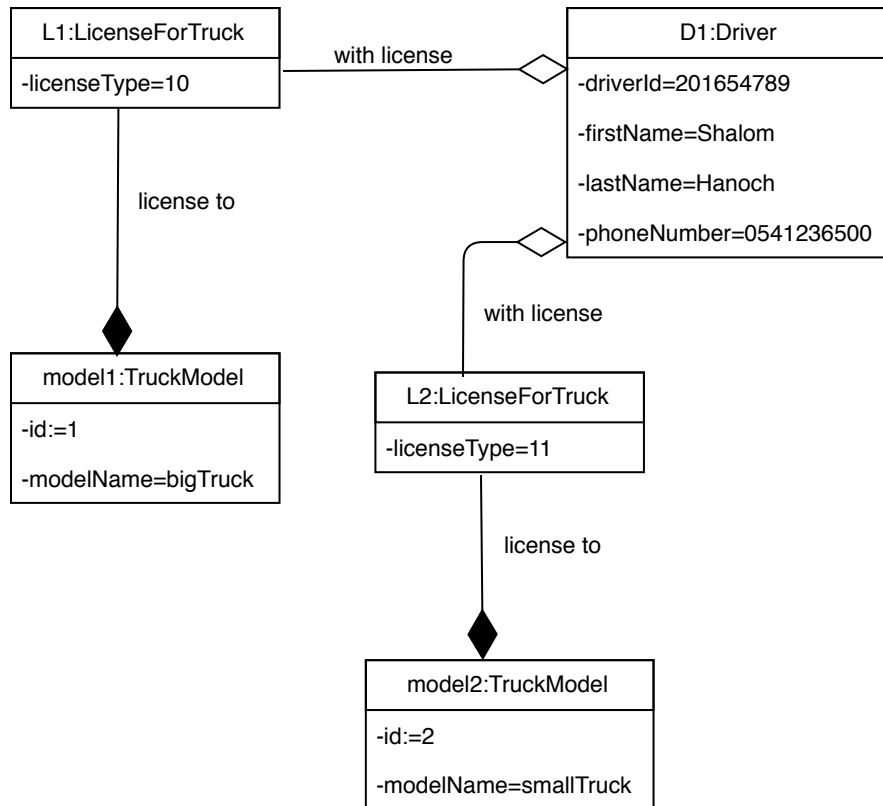 L1:LicenseForTruck
-licenseType=10
with license
D1:Driver
-driverId=201654789
-firstName=Shalom
-lastName=Hanoch
-phoneNumber=0541236500
license to
with license
model1:TruckModel
-id:=1
-modelName=bigTruck
L2:LicenseForTruck
-licenseType=11
license to
model2:TruckModel
-id:=2
-modelName=smallTruck